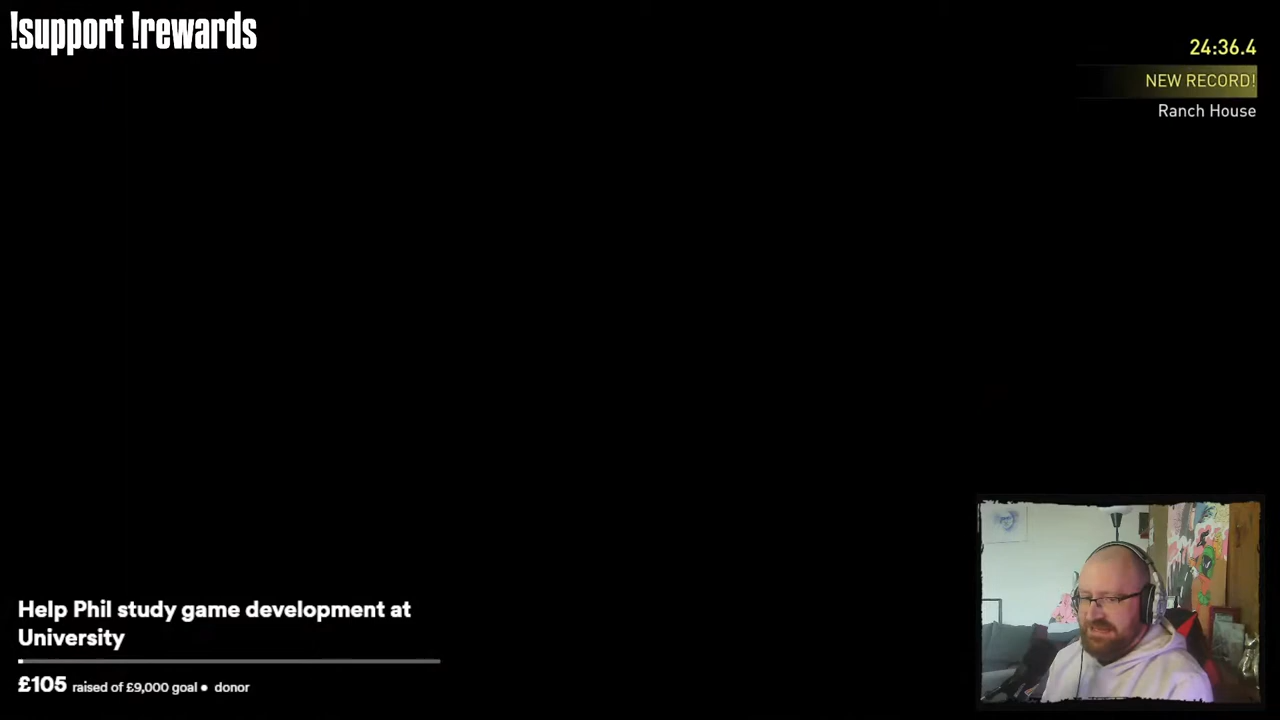 !support !rewards
24:36.4
NEW RECORD!
Ranch House
Help Phil study game development at
University
£105 raised of £9,000 goal • donor